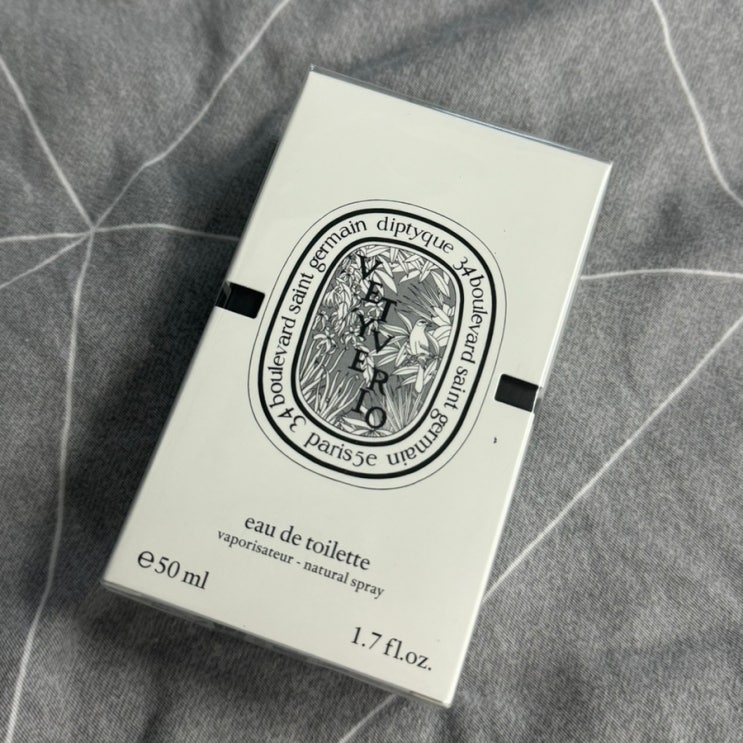 diptyque 34 boulevard saint germain paris5e 34 boulevard saint germain
VETYVERIO
eau de toilette
vaporisateur - natural spray
e50 ml
1.7 fl.oz.